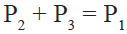 P₂ + P₃ = P₁